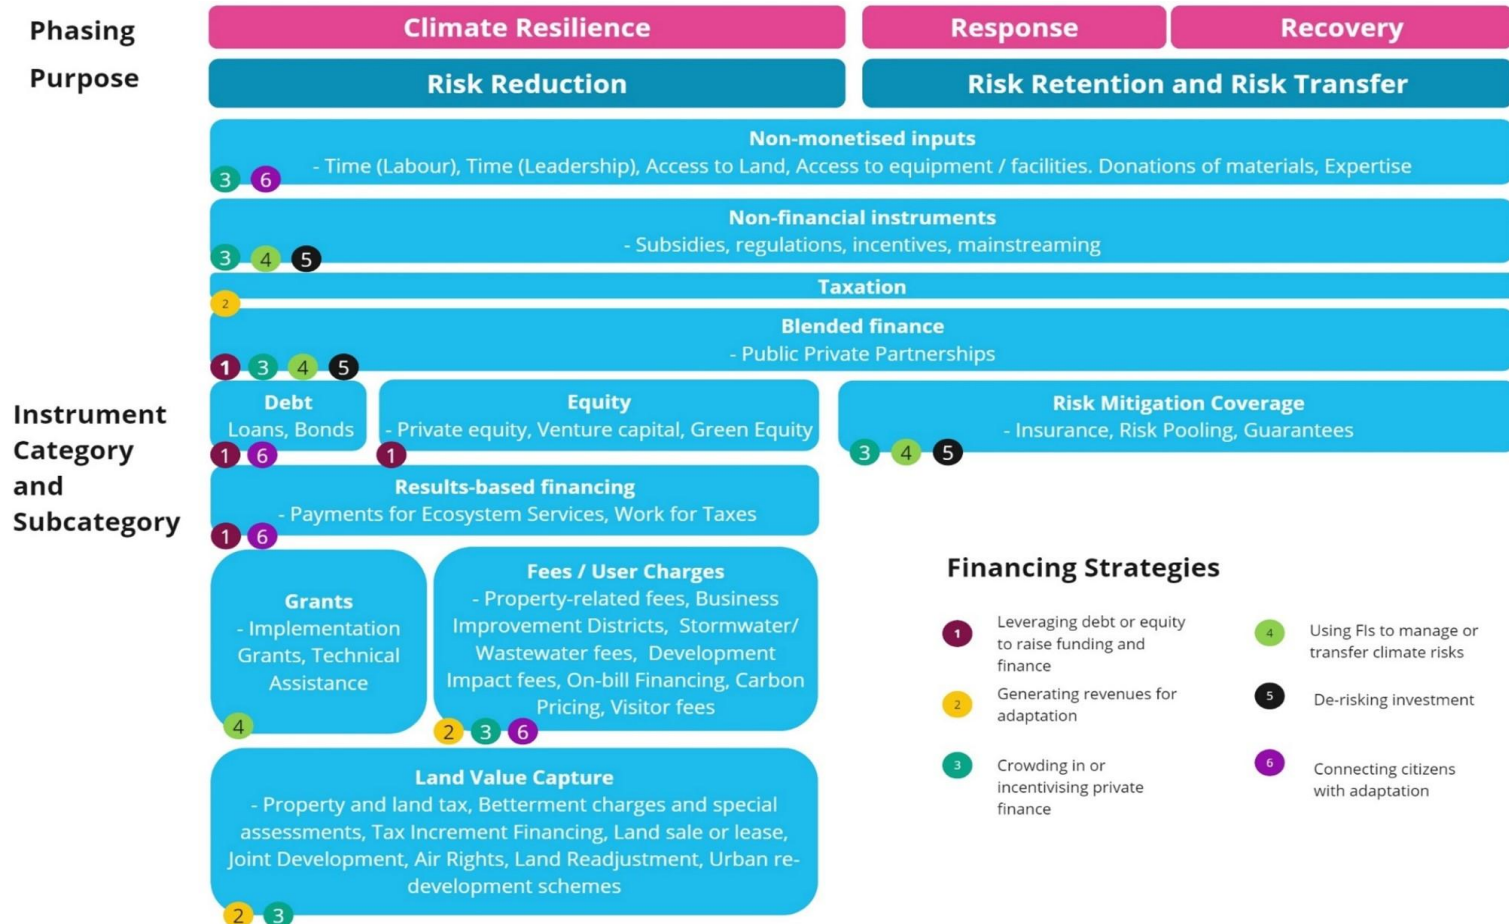 Phasing
Climate Resilience
Response
Recovery
Purpose
Risk Reduction
Risk Retention and Risk Transfer
Instrument
Category
and
Subcategory
Non-monetised inputs
- Time (Labour), Time (Leadership), Access to Land, Access to equipment / facilities. Donations of materials, Expertise
3 6
Non-financial instruments
- Subsidies, regulations, incentives, mainstreaming
3 4 5
Taxation
2
Blended finance
- Public Private Partnerships
1 3 4 5
Debt
Loans, Bonds
1 6
Equity
- Private equity, Venture capital, Green Equity
1
Risk Mitigation Coverage
- Insurance, Risk Pooling, Guarantees
3 4 5
Results-based financing
- Payments for Ecosystem Services, Work for Taxes
1 6
Grants
- Implementation
Grants, Technical
Assistance
4
Fees / User Charges
- Property-related fees, Business
Improvement Districts, Stormwater/
Wastewater fees, Development
Impact fees, On-bill Financing, Carbon
Pricing, Visitor fees
2 3 6
Land Value Capture
- Property and land tax, Betterment charges and special
assessments, Tax Increment Financing, Land sale or lease,
Joint Development, Air Rights, Land Readjustment, Urban re-
development schemes
2 3
Financing Strategies
1
Leveraging debt or equity
to raise funding and
finance
2
Generating revenues for
adaptation
3
Crowding in or
incentivising private
finance
4
Using FIs to manage or
transfer climate risks
5
De-risking investment
6
Connecting citizens
with adaptation